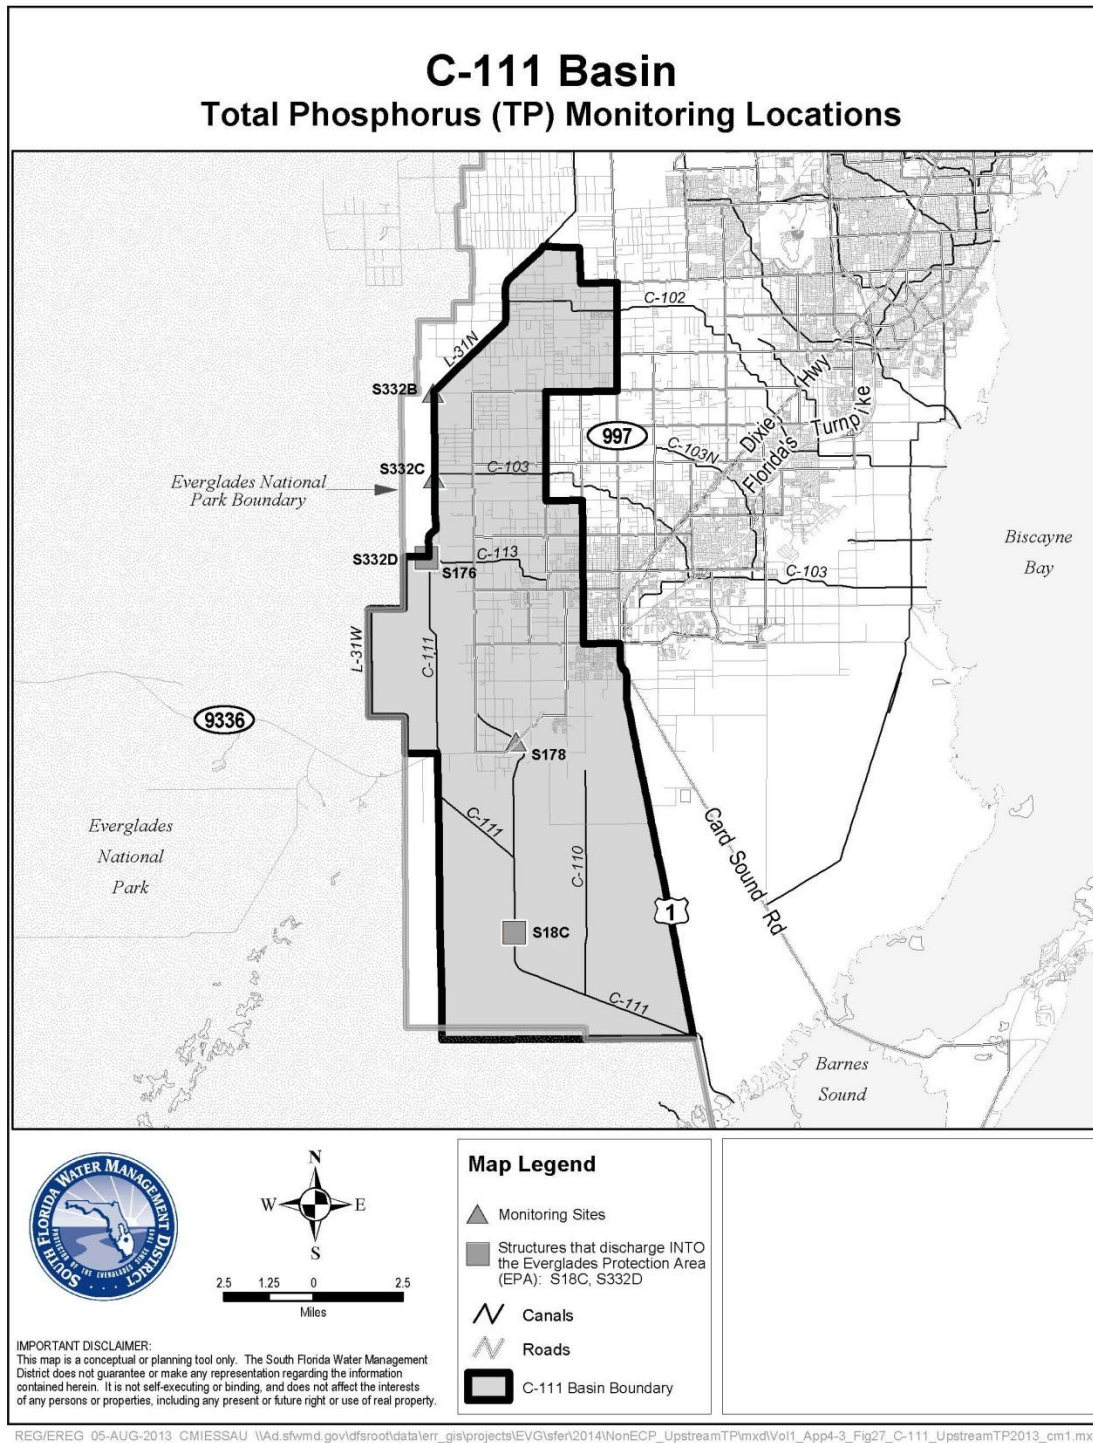 C-111 Basin
Total Phosphorus (TP) Monitoring Locations
C-102
L-31N
S332B
997
Dixie
Hwy
Florida's
Turnpike
C-103N
S332C
C-103
Everglades National
Park Boundary
Biscayne
Bay
S332D
S176
C-113
C-103
L-31W
C-111
9336
S178
Everglades
National
Park
C-111
C-110
Card Sound Rd
1
S18C
C-111
Barnes
Sound
SOUTH FLORIDA WATER MANAGEMENT DISTRICT
PROTECTOR OF THE EVERGLADES SINCE 1949
N
W
E
S
2.5
1.25
0
2.5
Miles
Map Legend
Monitoring Sites
Structures that discharge INTO
the Everglades Protection Area
(EPA): S18C, S332D
Canals
Roads
C-111 Basin Boundary
IMPORTANT DISCLAIMER:
This map is a conceptual or planning tool only. The South Florida Water Management
District does not guarantee or make any representation regarding the information
contained herein. It is not self-executing or binding, and does not affect the interests
of any persons or properties, including any present or future right or use of real property.
REG/EREG 05-AUG-2013 CMIESSAU \\Ad.sfwmd.gov\dfsroot\data\err_gis\projects\EVG\sfer\2014\NonECP_UpstreamTP\mxd\Vol1_App4-3_Fig27_C-111_UpstreamTP2013_cm1.mx